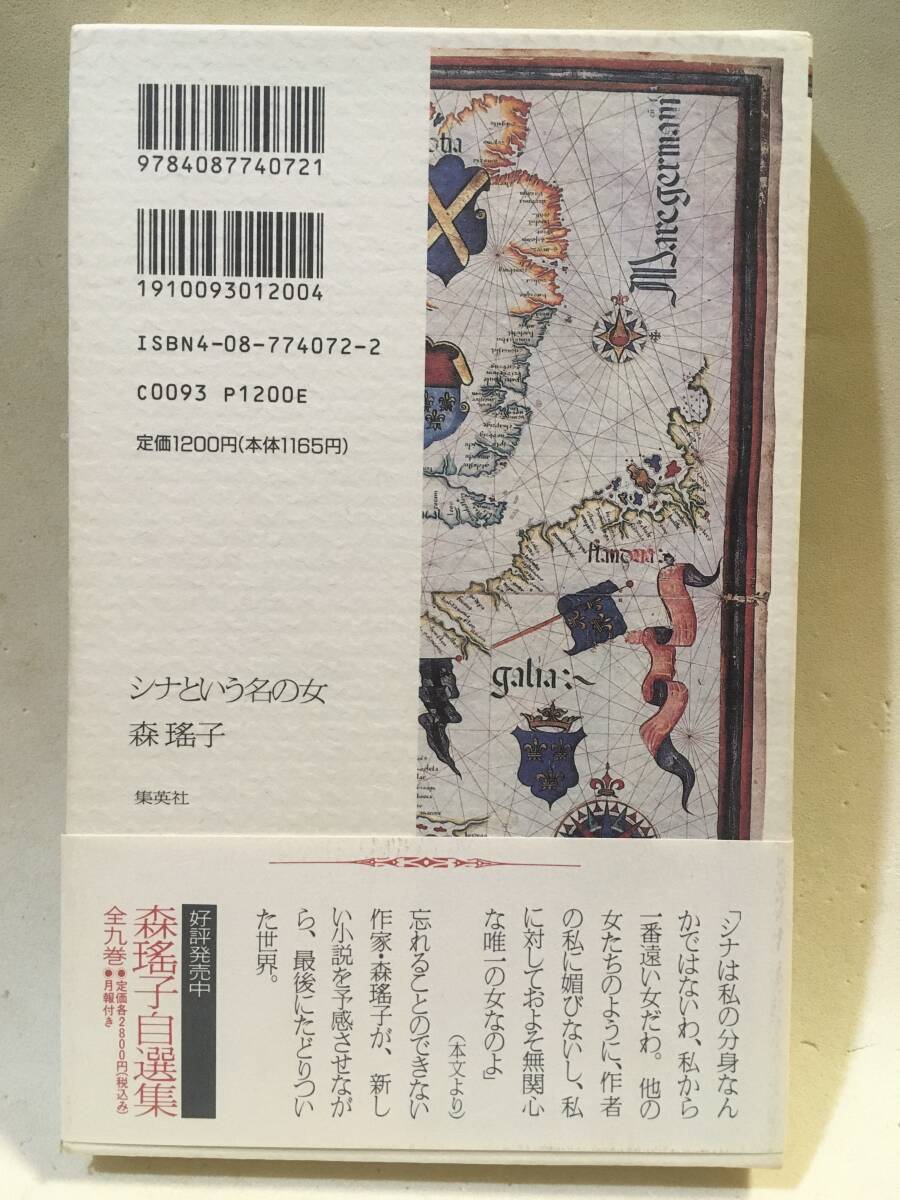 9784087740721
1910093012004
ISBN4-08-774072-2
C0093 P1200E
定価1200円(本体1165円)
シナという名の女
森 瑤子
集英社
Mare germani
galia:~
「シナは私の分身なん
かではないわ、私から
一番遠い女だわ。他の
女たちのように、作者
の私に媚びないし、私
に対しておよそ無関心
な唯一の女なのよ」
(本文より)
忘れることのできない
作家・森瑤子が、新し
い小説を予感させなが
ら、最後にたどりつい
た世界。
好評発売中
森瑤子自選集
全九巻●定価各2800円(税込み)
●月報付き